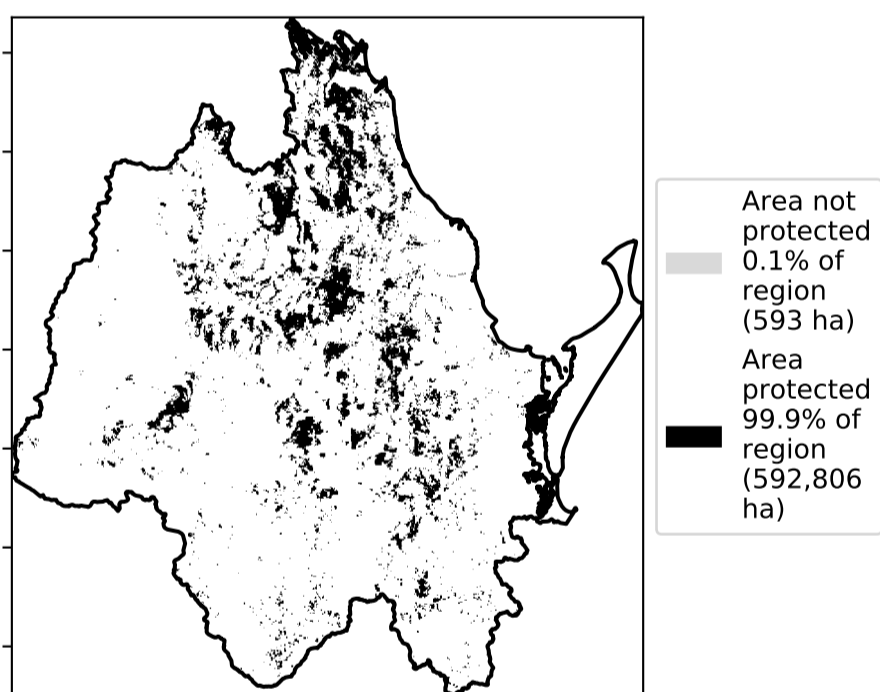 Area not
protected
0.1% of
region
(593 ha)
Area
protected
99.9% of
region
(592,806
ha)